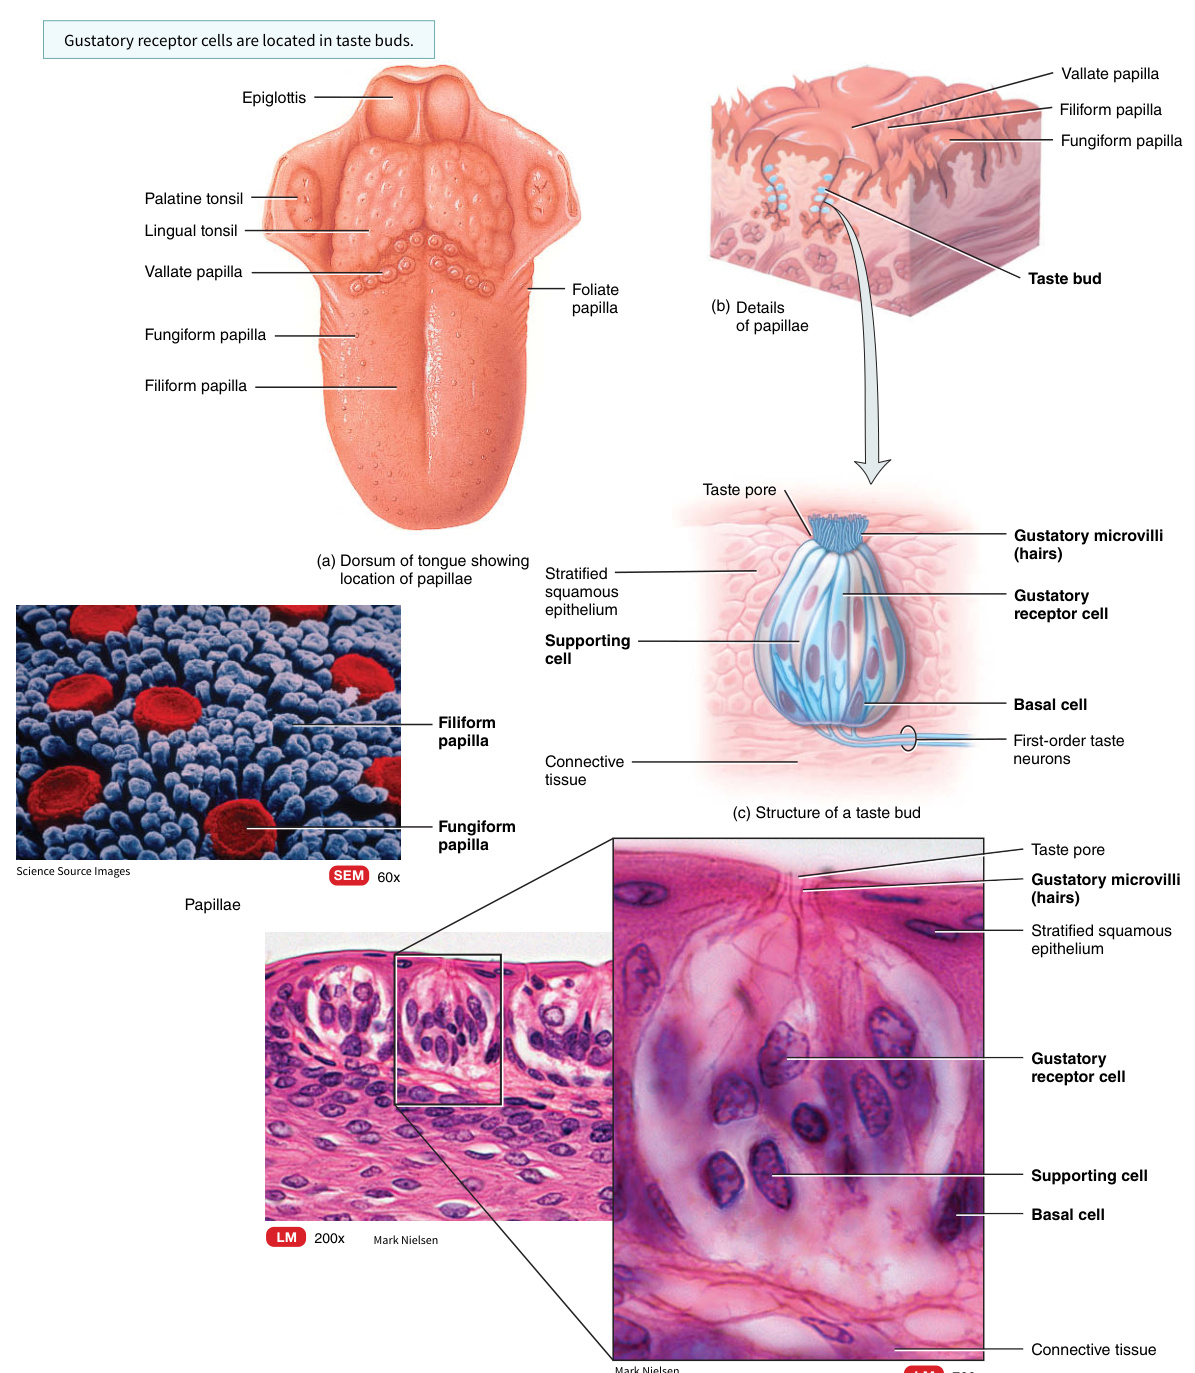 Gustatory receptor cells are located in taste buds.
Epiglottis
Palatine tonsil
Lingual tonsil
Vallate papilla
Fungiform papilla
Filiform papilla
Foliate
papilla
(a) Dorsum of tongue showing
location of papillae
Vallate papilla
Filiform papilla
Fungiform papilla
Taste bud
(b) Details
of papillae
Taste pore
Gustatory microvilli
(hairs)
Stratified
squamous
epithelium
Gustatory
receptor cell
Supporting
cell
Basal cell
First-order taste
neurons
Connective
tissue
(c) Structure of a taste bud
Filiform
papilla
Fungiform
papilla
Science Source Images
SEM 60x
Papillae
LM 200x
Mark Nielsen
Taste pore
Gustatory microvilli
(hairs)
Stratified squamous
epithelium
Gustatory
receptor cell
Supporting cell
Basal cell
Connective tissue
Mark Nielsen